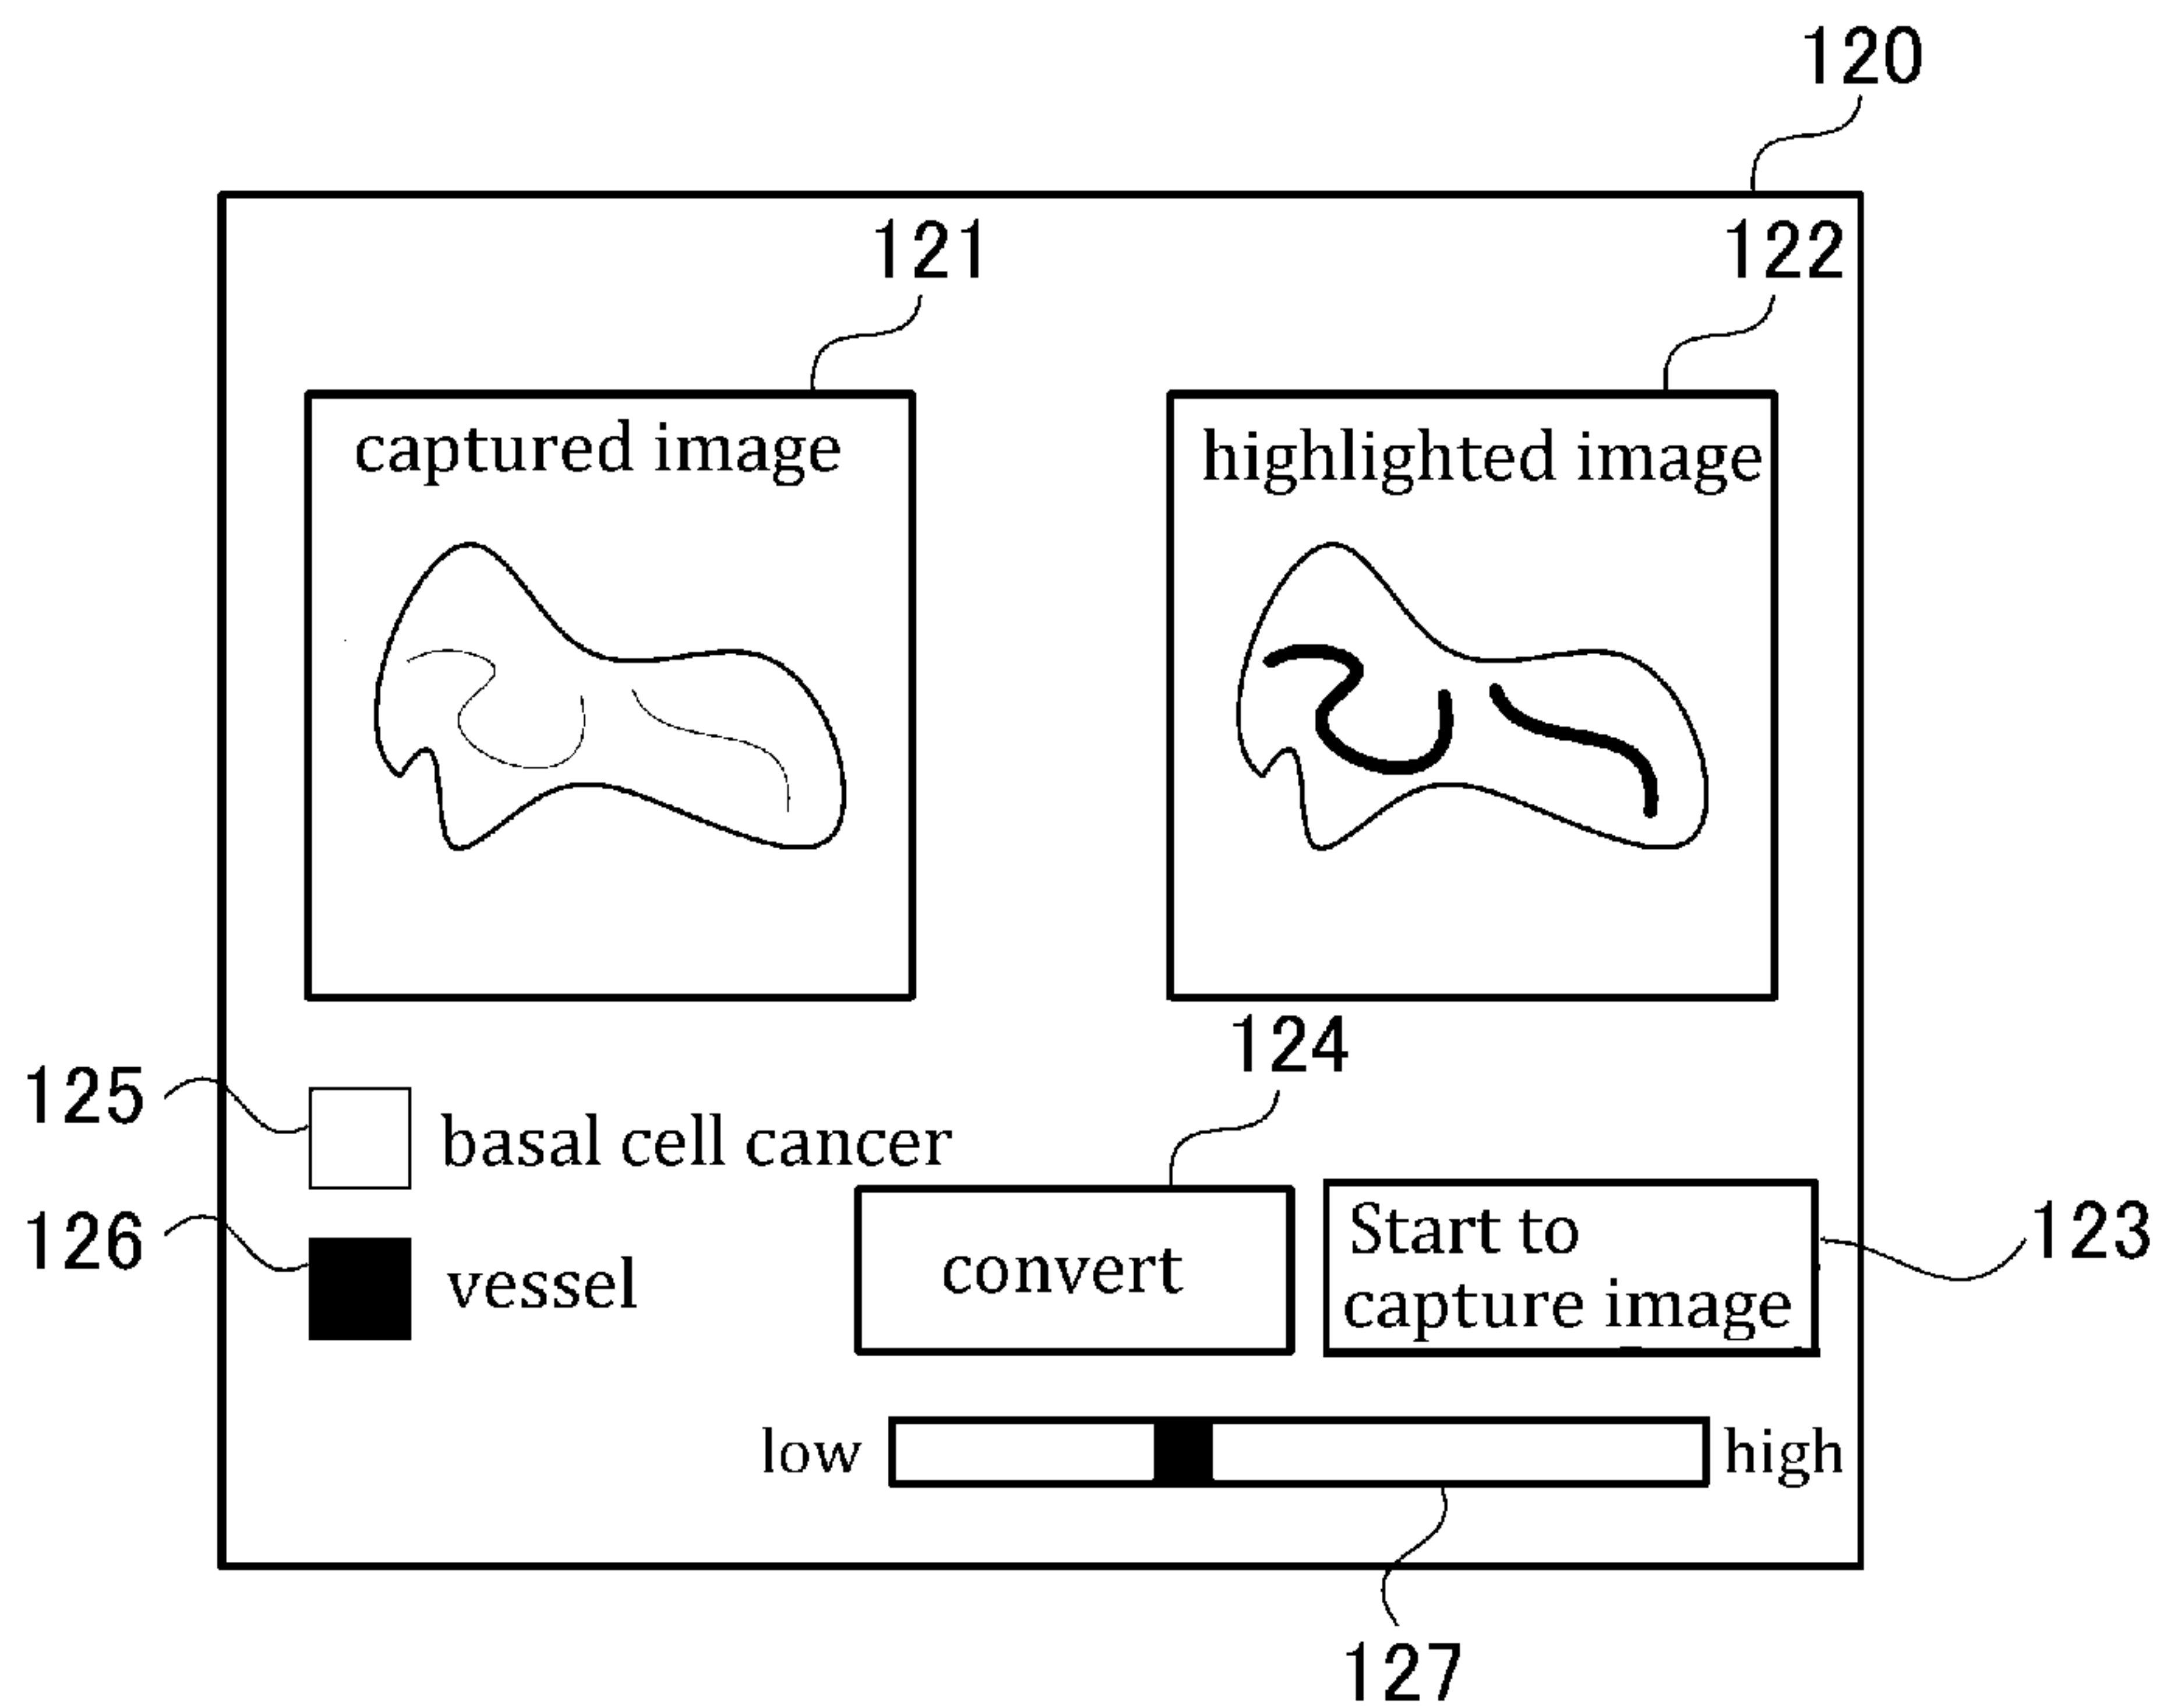 120
121
122
captured image
highlighted image
124
125
basal cell cancer
126
vessel
convert
Start to
capture image
123
low
high
127